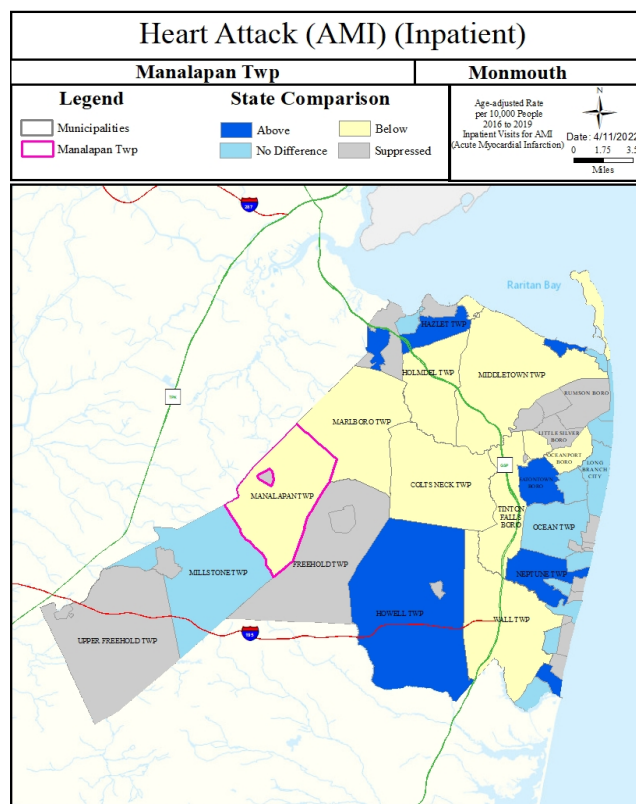 Heart Attack (AMI) (Inpatient)
Manalapan Twp
Monmouth
Legend
Municipalities
Manalapan Twp
State Comparison
Above
Below
No Difference
Suppressed
Age-adjusted Rate
per 10,000 People
2016 to 2019
Inpatient Visits for AMI
(Acute Myocardial Infarction)
N
Date: 4/11/2022
0 1.75 3.5
Miles
287
Raritan Bay
HAZLET TWP
HOLMDEL TWP
MIDDLETOWN TWP
RUMSON BORO
MARLBORO TWP
LITTLE SILVER
BORO
OCEANPORT
BORO
LONG
BRANCH
CITY
GSP
COLTS NECK TWP
MANALAPAN TWP
TINTON
FALLS
BORO
OCEAN TWP
FREEHOLD TWP
MILLSTONE TWP
NEPTUNE TWP
HOWELL TWP
WALL TWP
195
UPPER FREEHOLD TWP